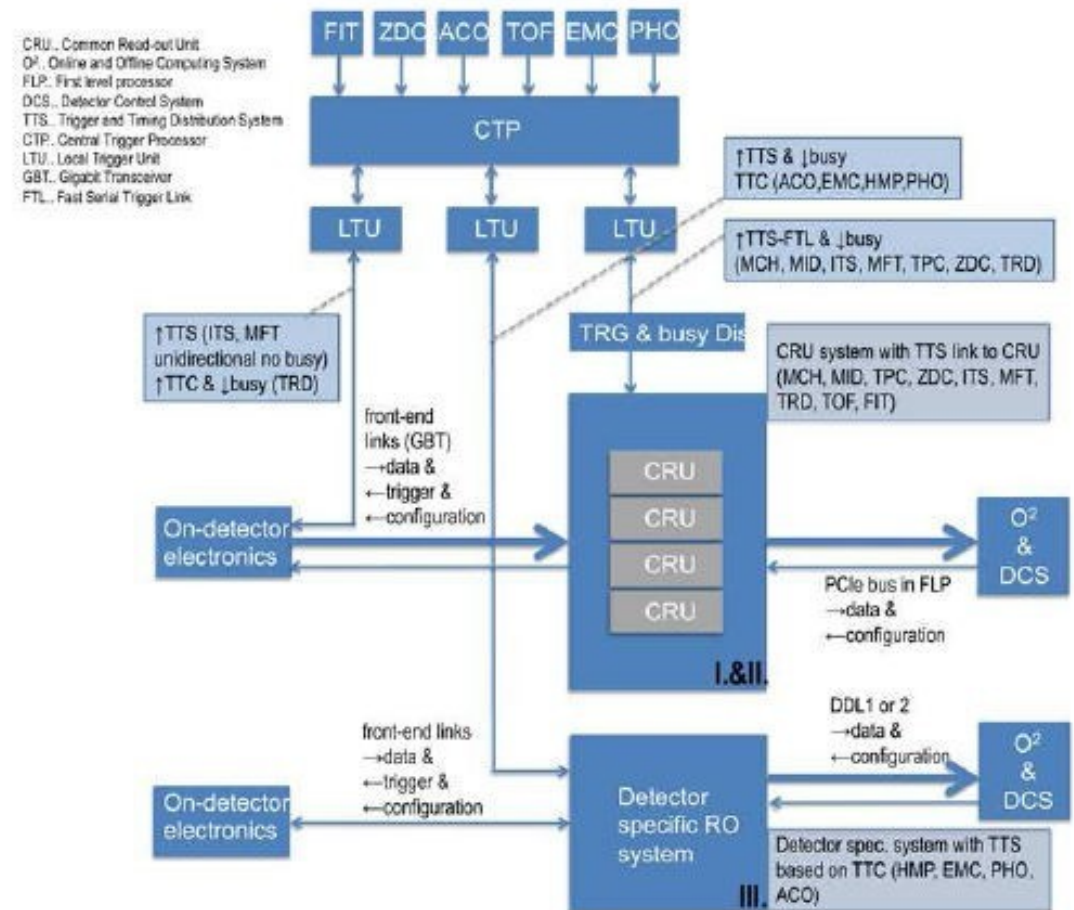 FIT ZDC ACO TOF EMC PHO
CRU.. Common Read-out Unit
O².. Online and Offline Computing System
FLP.. First level processor
DCS.. Detector Control System
TTS.. Trigger and Timing Distribution System
CTP.. Central Trigger Processor
LTU.. Local Trigger Unit
GBT.. Gigabit Transceiver
FTL.. Fast Serial Trigger Link
CTP
↑TTS & ↓busy
TTC (ACO,EMC,HMP,PHO)
LTU LTU LTU
↑TTS-FTL & ↓busy
(MCH, MID, ITS, MFT, TPC, ZDC, TRD)
↑TTS (ITS, MFT
unidirectional no busy)
↑TTC & ↓busy (TRD)
TRG & busy Dis
CRU system with TTS link to CRU
(MCH, MID, TPC, ZDC, ITS, MFT,
TRD, TOF, FIT)
front-end
links (GBT)
→data &
←trigger &
←configuration
CRU
CRU
CRU
CRU
I.&II.
On-detector
electronics
O²
&
DCS
PCIe bus in FLP
→data &
←configuration
front-end links
→data &
←trigger &
←configuration
DDL1 or 2
→data &
←configuration
On-detector
electronics
Detector
specific RO
system
III.
O²
&
DCS
Detector spec. system with TTS
based on TTC (HMP, EMC, PHO,
ACO)